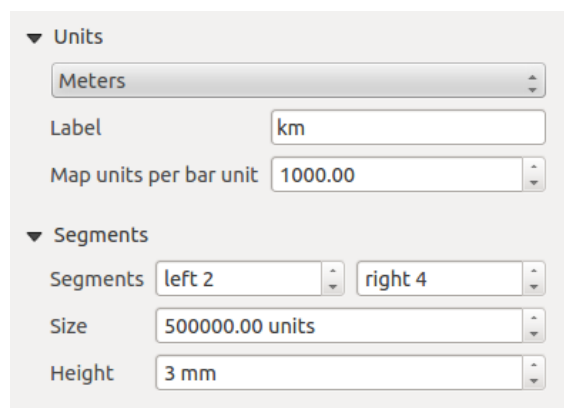 Units
Meters
Label km
Map units per bar unit 1000.00
Segments
Segments left 2 right 4
Size 500000.00 units
Height 3 mm